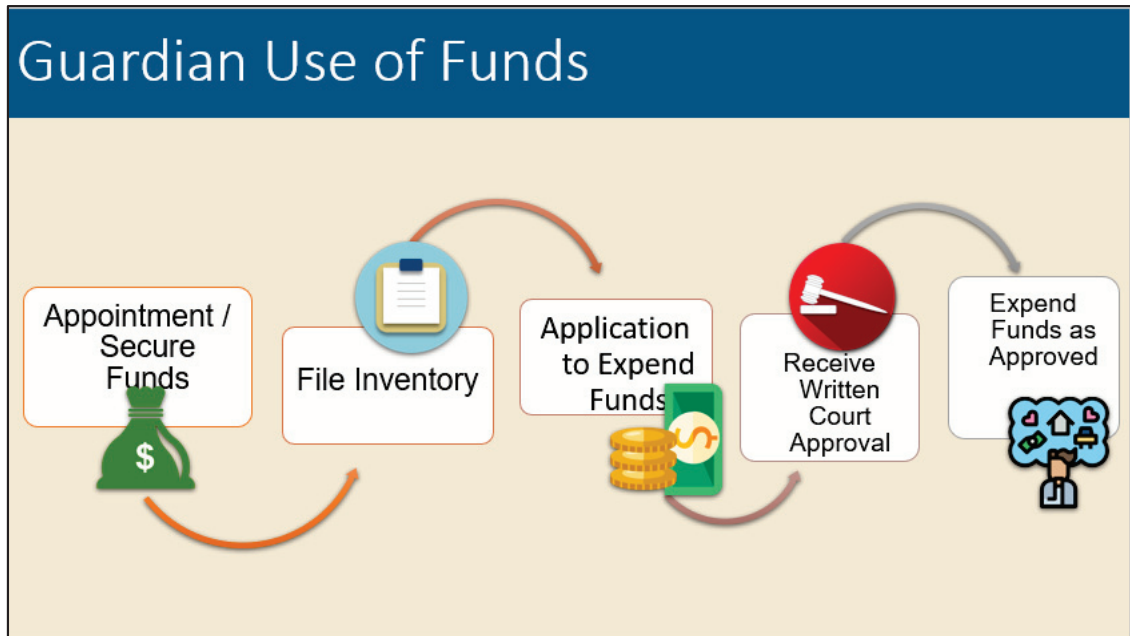 Guardian Use of Funds
Appointment /
Secure
Funds
$
File Inventory
Application
to Expend
Funds
$
Receive
Written
Court
Approval
Expend
Funds as
Approved